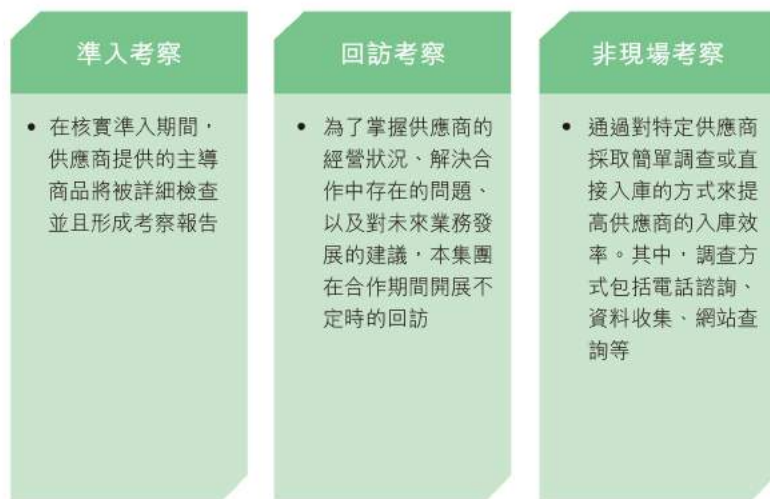 準入考察
• 在核實準入期間，
供應商提供的主導
商品將被詳細檢查
並且形成考察報告
回訪考察
• 為了掌握供應商的
經營狀況、解決合
作中存在的問題、
以及對未來業務發
展的建議，本集團
在合作期間開展不
定時的回訪
非現場考察
• 通過對特定供應商
採取簡單調查或直
接入庫的方式來提
高供應商的入庫效
率。其中，調查方
式包括電話諮詢、
資料收集、網站查
詢等